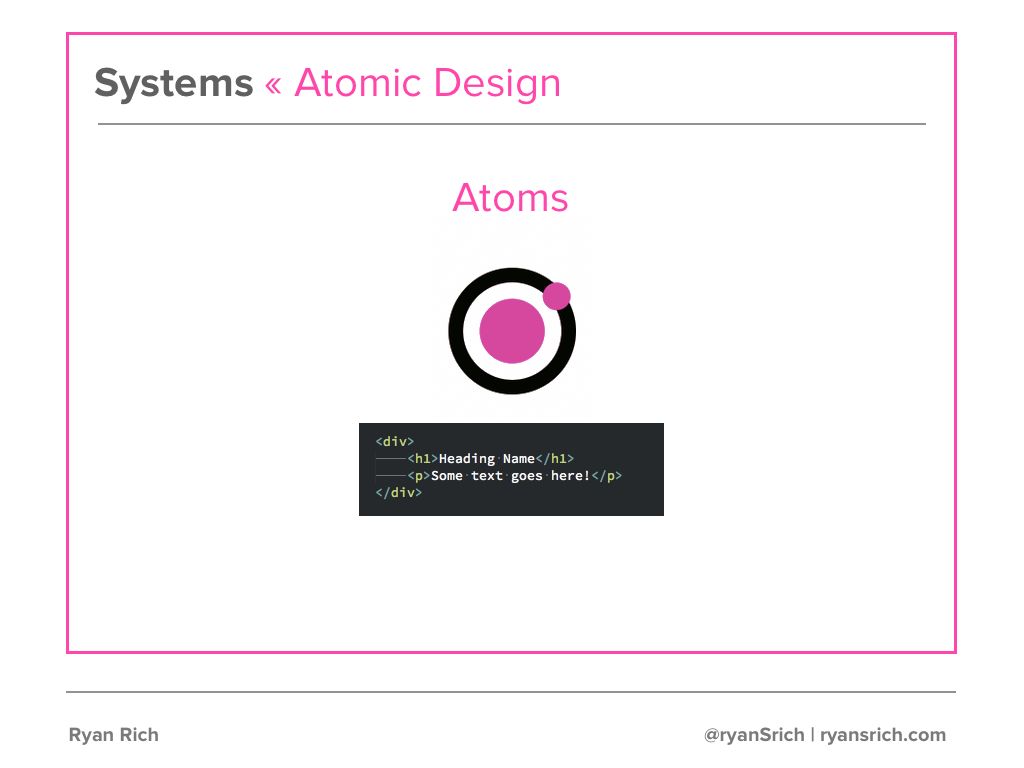 Systems « Atomic Design
Atoms
<div>
<h1>Heading Name</h1>
<p>Some text goes here!</p>
</div>
Ryan Rich
@ryanSrich | ryansrich.com